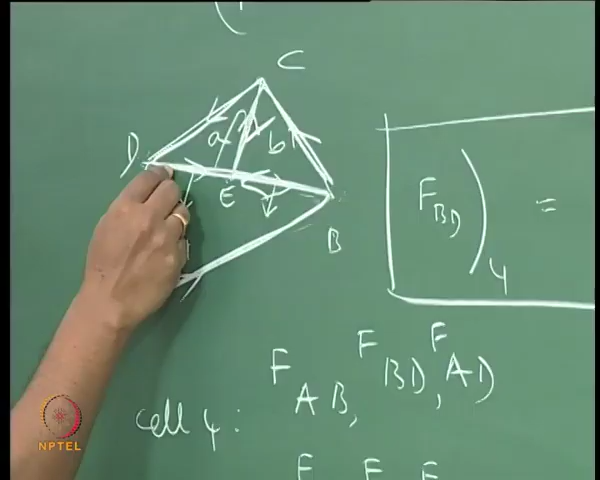 C
D
a
b
E
B
F_BD)_4 =
F_AB, F_BD, F_AD
cell 4:
F F F
NPTEL